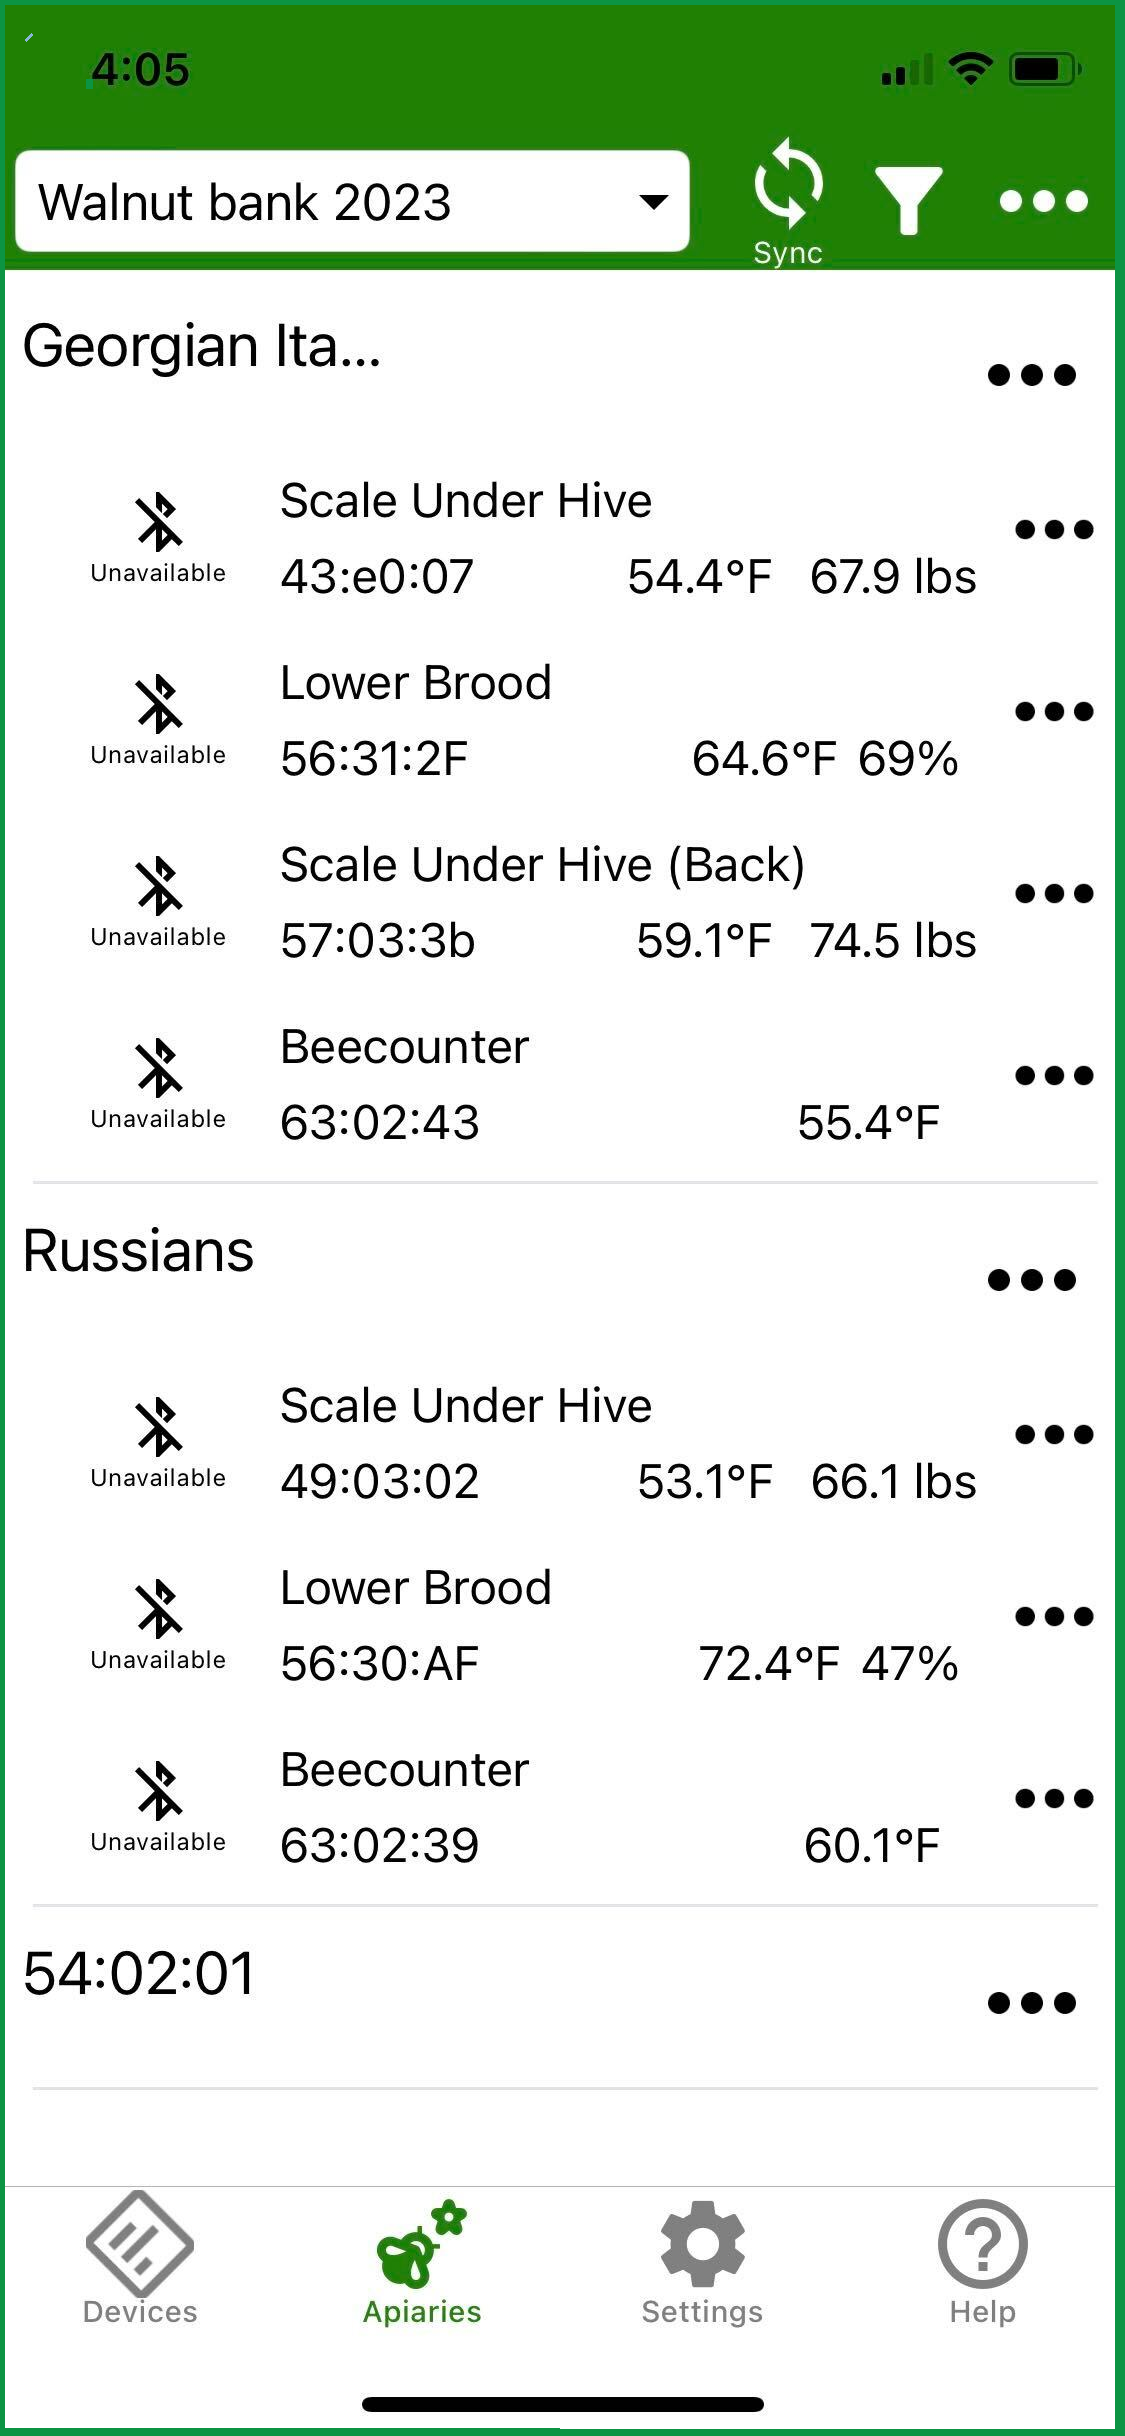 4:05
Walnut bank 2023
Sync
Georgian Ita...
Scale Under Hive
Unavailable 43:e0:07 54.4°F 67.9 lbs
Lower Brood
Unavailable 56:31:2F 64.6°F 69%
Scale Under Hive (Back)
Unavailable 57:03:3b 59.1°F 74.5 lbs
Beecounter
Unavailable 63:02:43 55.4°F
Russians
Scale Under Hive
Unavailable 49:03:02 53.1°F 66.1 lbs
Lower Brood
Unavailable 56:30:AF 72.4°F 47%
Beecounter
Unavailable 63:02:39 60.1°F
54:02:01
Devices Apiaries Settings Help